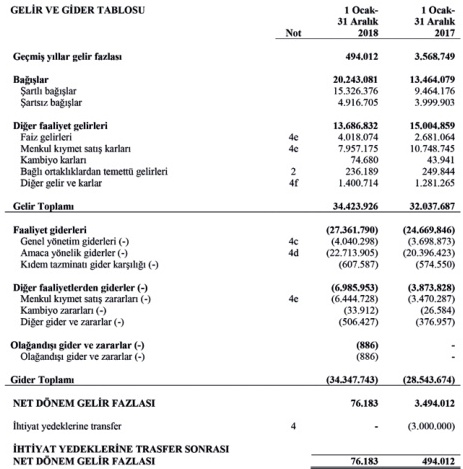 GELİR VE GİDER TABLOSU 1 Ocak- 1 Ocak-
31 Aralık 31 Aralık
Not 2018 2017
Geçmiş yıllar gelir fazlası 494.012 3.568.749
Bağışlar 20.243.081 13.464.079
Şartlı bağışlar 15.326.376 9.464.176
Şartsız bağışlar 4.916.705 3.999.903
Diğer faaliyet gelirleri 13.686.832 15.004.859
Faiz gelirleri 4e 4.018.074 2.681.064
Menkul kıymet satış karları 4e 7.957.175 10.748.745
Kambiyo karları 74.680 43.941
Bağlı ortaklıklardan temettü gelirleri 2 236.189 249.844
Diğer gelir ve karlar 4f 1.400.714 1.281.265
Gelir Toplamı 34.423.926 32.037.687
Faaliyet giderleri (27.361.790) (24.669.846)
Genel yönetim giderleri (-) 4c (4.040.298) (3.698.873)
Amaca yönelik giderler (-) 4d (22.713.905) (20.396.423)
Kıdem tazminatı gider karşılığı (-) (607.587) (574.550)
Diğer faaliyetlerden giderler (-) (6.985.953) (3.873.828)
Menkul kıymet satış zararları (-) 4e (6.444.728) (3.470.287)
Kambiyo zararları (-) (33.912) (26.584)
Diğer gider ve zararlar (-) (506.427) (376.957)
Olağandışı gider ve zararlar (-) (886) -
Olağandışı gider ve zararlar (-) (886) -
Gider Toplamı (34.347.743) (28.543.674)
NET DÖNEM GELİR FAZLASI 76.183 3.494.012
İhtiyat yedeklerine transfer 4 - (3.000.000)
İHTİYAT YEDEKLERİNE TRASFER SONRASI
NET DÖNEM GELİR FAZLASI 76.183 494.012